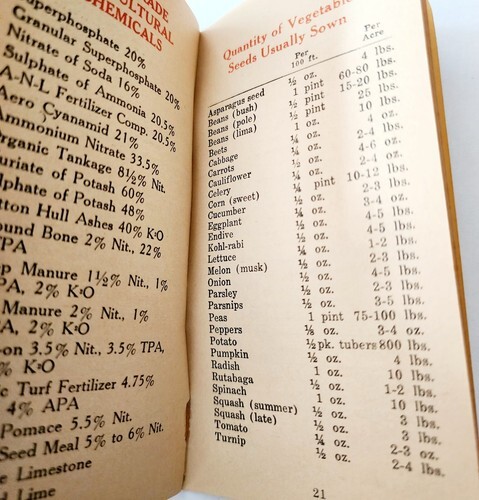 CULTURAL
CHEMICALS
Superphosphate 20%
Granular Superphosphate 20%
Nitrate of Soda 16%
Sulphate of Ammonia 20.5%
A-N-L Fertilizer Comp. 20.5%
Aero Cyanamid 21%
Ammonium Nitrate 33.5%
Organic Tankage 8½% Nit.
uriate of Potash 60%
lphate of Potash 48%
tton Hull Ashes 40% K2O
ound Bone 2% Nit., 22%
TPA
p Manure 1½% Nit., 1%
PA, 2% K2O
Manure 2% Nit., 1%
PA, 2% K2O
on 3.5% Nit., 3.5% TPA,
% K2O
c Turf Fertilizer 4.75%
4% APA
Pomace 5.5% Nit.
Seed Meal 5% to 6% Nit.
e Limestone
d Lime
Quantity of Vegetable
Seeds Usually Sown
Per 100 ft. Per Acre
Asparagus seed ½ oz. 4 lbs.
Beans (bush) 1 pint 60-80 lbs.
Beans (pole) ½ pint 15-20 lbs.
Beans (lima) ½ pint 25 lbs.
Beets 1 oz. 10 lbs.
Cabbage ¼ oz. 4 oz.
Carrots ½ oz. 2-4 lbs.
Cauliflower ¼ oz. 4-6 oz.
Celery ¼ oz. 2-4 oz.
Corn (sweet) ¼ pint 10-12 lbs.
Cucumber ½ oz. 2-3 lbs.
Eggplant ¼ oz. 3-4 oz.
Endive ½ oz. 4-5 lbs.
Kohl-rabi ¼ oz. 4-5 lbs.
Lettuce ¼ oz. 1-2 lbs.
Melon (musk) ½ oz. 2-3 lbs.
Onion ½ oz. 4-5 lbs.
Parsley ¼ oz. 2-3 lbs.
Parsnips ½ oz. 3-5 lbs.
Peas 1 pint 75-100 lbs.
Peppers ⅛ oz. 3-4 oz.
Potato ½pk. tubers 800 lbs.
Pumpkin ½ oz. 4 lbs.
Radish 1 oz. 10 lbs.
Rutabaga ¼ oz. 1-2 lbs.
Spinach 1 oz. 10 lbs.
Squash (summer) ½ oz. 3 lbs.
Squash (late) ½ oz. 3 lbs.
Tomato ¼ oz. 2-3 oz.
Turnip ½ oz. 2-4 lbs.
21